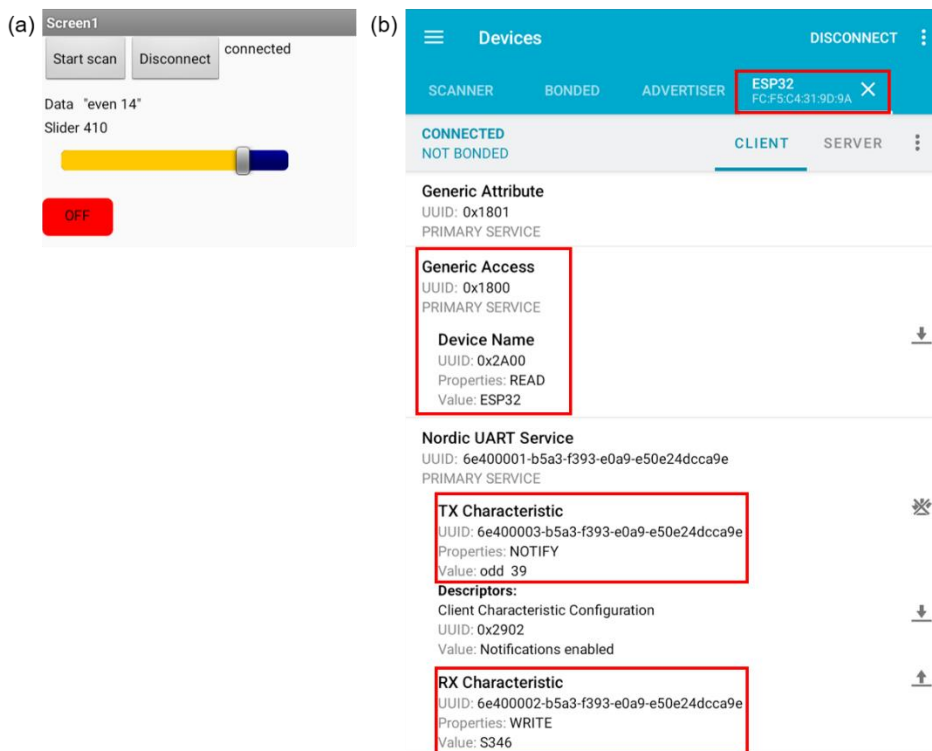 (a)
Screen1
Start scan Disconnect connected
Data "even 14"
Slider 410
OFF
(b)
Devices DISCONNECT
SCANNER BONDED ADVERTISER ESP32
FC:F5:C4:31:9D:9A
CONNECTED
NOT BONDED
CLIENT SERVER
Generic Attribute
UUID: 0x1801
PRIMARY SERVICE
Generic Access
UUID: 0x1800
PRIMARY SERVICE
Device Name
UUID: 0x2A00
Properties: READ
Value: ESP32
Nordic UART Service
UUID: 6e400001-b5a3-f393-e0a9-e50e24dcca9e
PRIMARY SERVICE
TX Characteristic
UUID: 6e400003-b5a3-f393-e0a9-e50e24dcca9e
Properties: NOTIFY
Value: odd 39
Descriptors:
Client Characteristic Configuration
UUID: 0x2902
Value: Notifications enabled
RX Characteristic
UUID: 6e400002-b5a3-f393-e0a9-e50e24dcca9e
Properties: WRITE
Value: S346